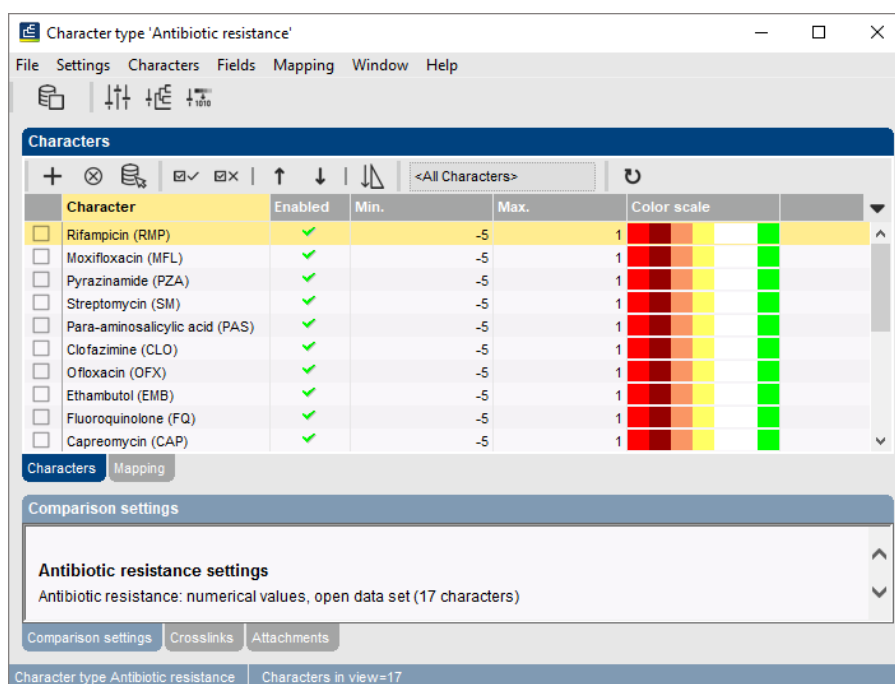 Character type 'Antibiotic resistance'
File Settings Characters Fields Mapping Window Help
1010
Characters
<All Characters>
Character Enabled Min. Max. Color scale
Rifampicin (RMP) -5 1
Moxifloxacin (MFL) -5 1
Pyrazinamide (PZA) -5 1
Streptomycin (SM) -5 1
Para-aminosalicylic acid (PAS) -5 1
Clofazimine (CLO) -5 1
Ofloxacin (OFX) -5 1
Ethambutol (EMB) -5 1
Fluoroquinolone (FQ) -5 1
Capreomycin (CAP) -5 1
Characters Mapping
Comparison settings
Antibiotic resistance settings
Antibiotic resistance: numerical values, open data set (17 characters)
Comparison settings Crosslinks Attachments
Character type Antibiotic resistance Characters in view=17